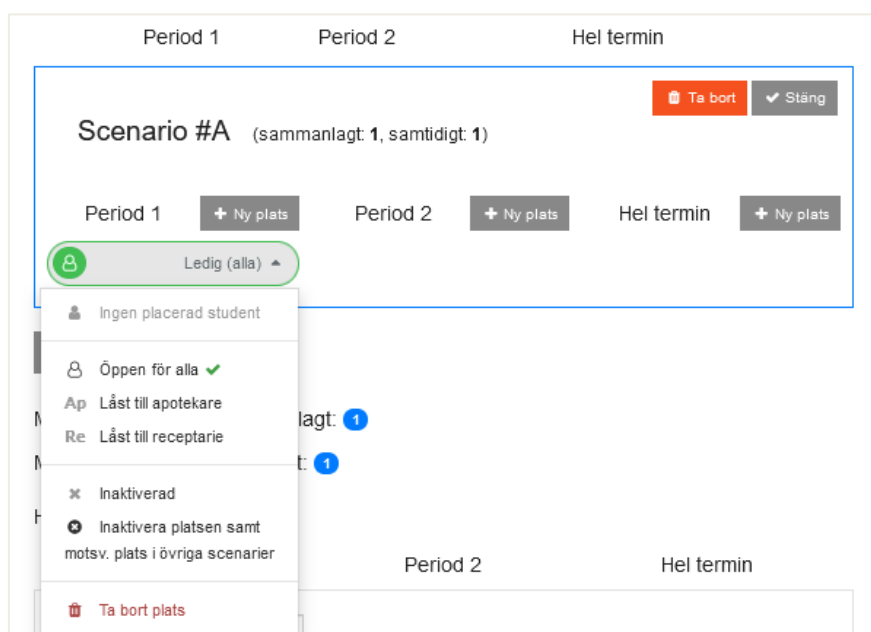 Period 1 Period 2 Hel termin
Ta bort Stäng
Scenario #A (sammanlagt: 1, samtidigt: 1)
Period 1 Ny plats Period 2 Ny plats Hel termin Ny plats
Ledig (alla)
Ingen placerad student
Öppen för alla
Ap Låst till apotekare
lagt: 1
Re Låst till receptarie
t: 1
Inaktiverad
Inaktivera platsen samt
motsv. plats i övriga scenarier
Period 2 Hel termin
Ta bort plats